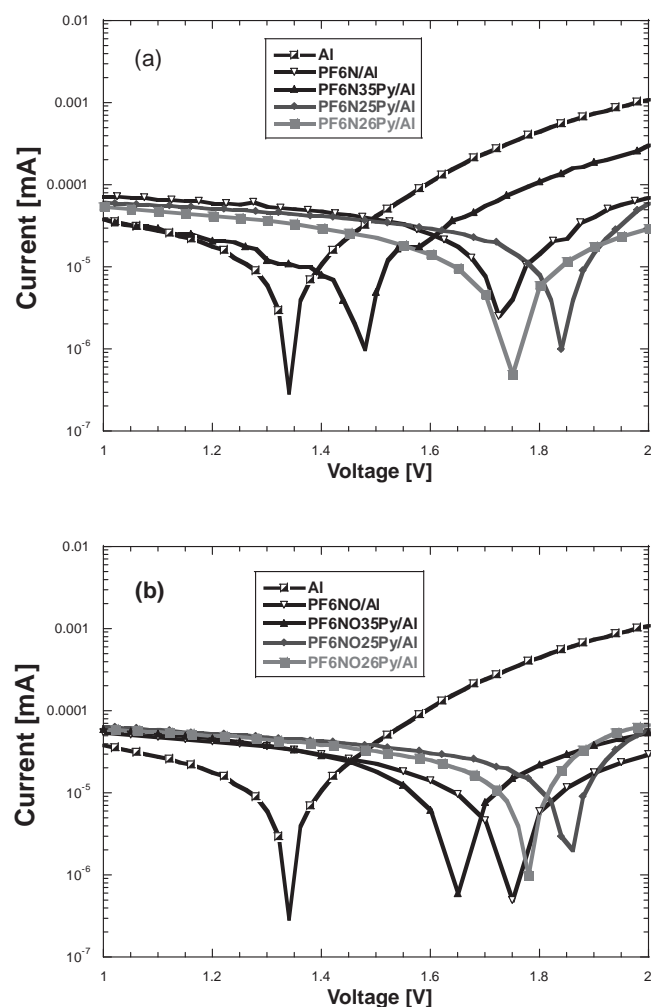 (a)
Al
PF6N/Al
PF6N35Py/Al
PF6N25Py/Al
PF6N26Py/Al
Current [mA]
0.01
0.001
0.0001
10-5
10-6
10-7
1 1.2 1.4 1.6 1.8 2
Voltage [V]
(b)
Al
PF6NO/Al
PF6NO35Py/Al
PF6NO25Py/Al
PF6NO26Py/Al
Current [mA]
0.01
0.001
0.0001
10-5
10-6
10-7
1 1.2 1.4 1.6 1.8 2
Voltage [V]